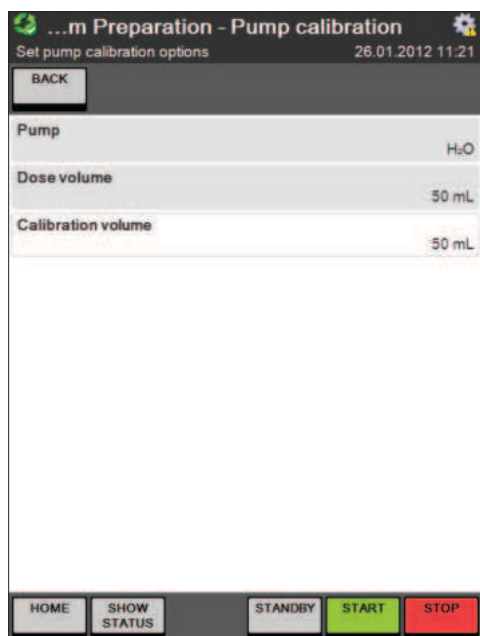 ...m Preparation - Pump calibration
Set pump calibration options 26.01.2012 11:21
BACK
Pump
H₂O
Dose volume
50 mL
Calibration volume
50 mL
HOME SHOW STATUS STANDBY START STOP